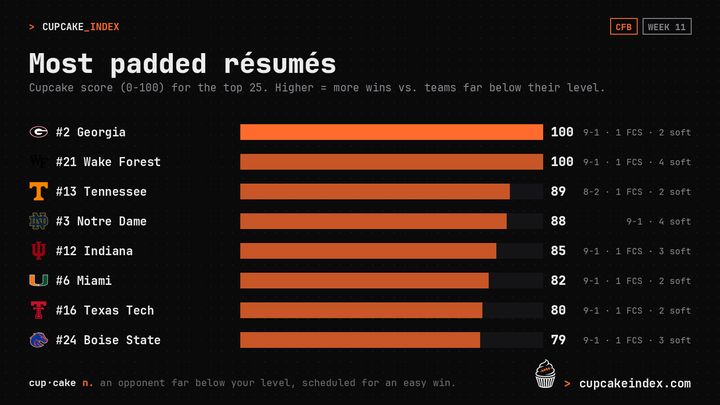 > CUPCAKE_INDEX
CFB WEEK 11
Most padded résumés
Cupcake score (0-100) for the top 25. Higher = more wins vs. teams far below their level.
#2 Georgia 100 9-1 · 1 FCS · 2 soft
#21 Wake Forest 100 9-1 · 1 FCS · 4 soft
#13 Tennessee 89 8-2 · 1 FCS · 2 soft
#3 Notre Dame 88 9-1 · 4 soft
#12 Indiana 85 9-1 · 1 FCS · 3 soft
#6 Miami 82 9-1 · 1 FCS · 2 soft
#16 Texas Tech 80 9-1 · 1 FCS · 2 soft
#24 Boise State 79 9-1 · 1 FCS · 3 soft
cup·cake n. an opponent far below your level, scheduled for an easy win.
> cupcakeindex.com